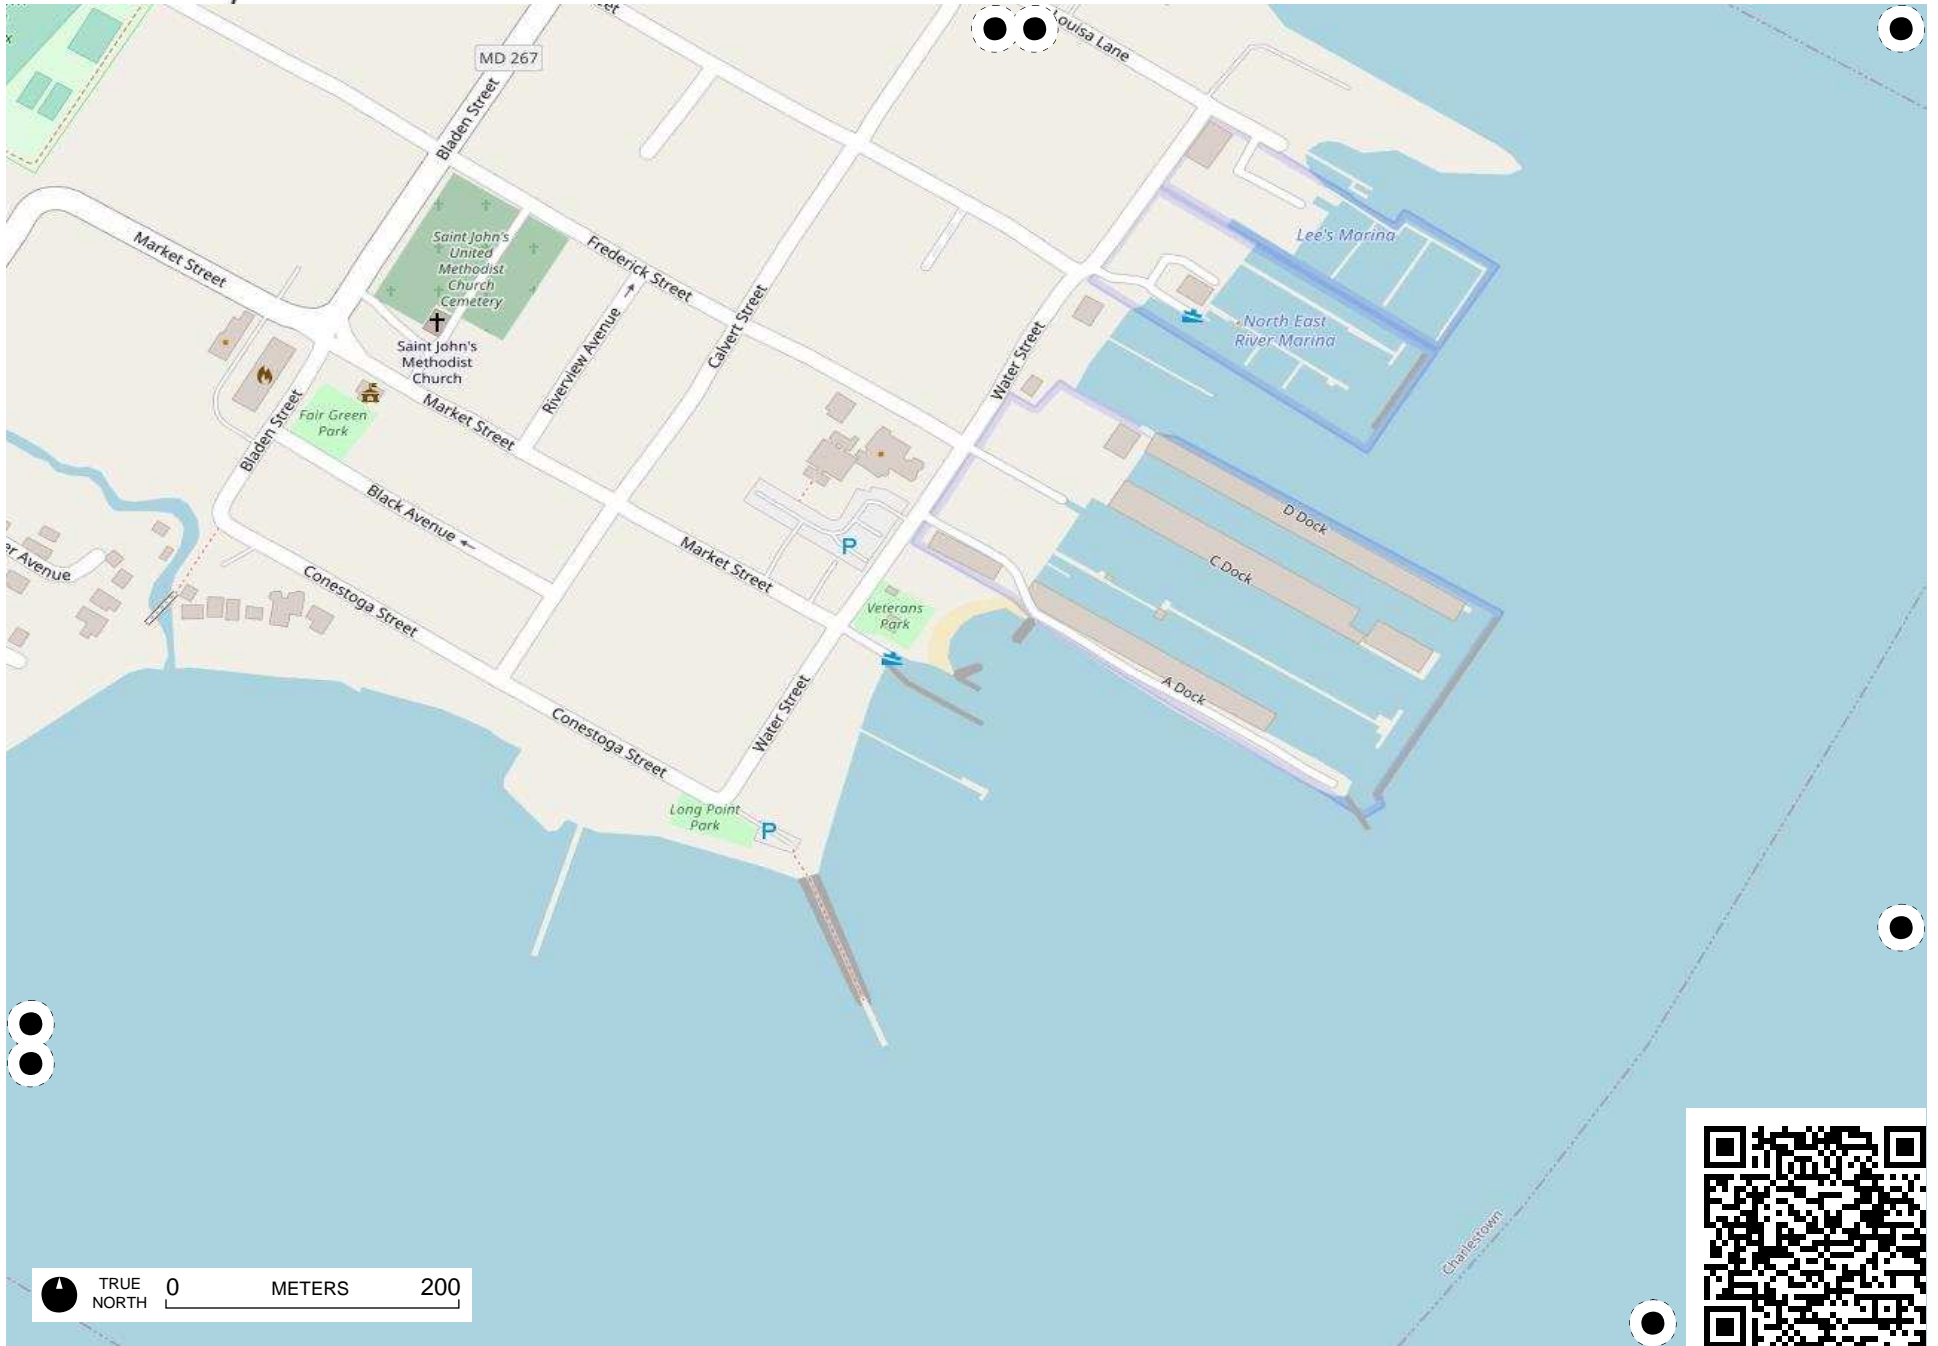 Louisa Lane
MD 267
Bladen Street
Market Street
Saint John's
United
Methodist
Church
Cemetery
Frederick Street
Lee's Marina
North East
River Marina
Saint John's
Methodist
Church
Riverview Avenue
Calvert Street
Water Street
Fair Green
Park
Market Street
Bladen Street
Black Avenue
D Dock
C Dock
P
Market Street
er Avenue
Conestoga Street
Veterans
Park
A Dock
Water Street
Conestoga Street
Long Point
Park
P
Charlestown
TRUE
NORTH
0 METERS 200